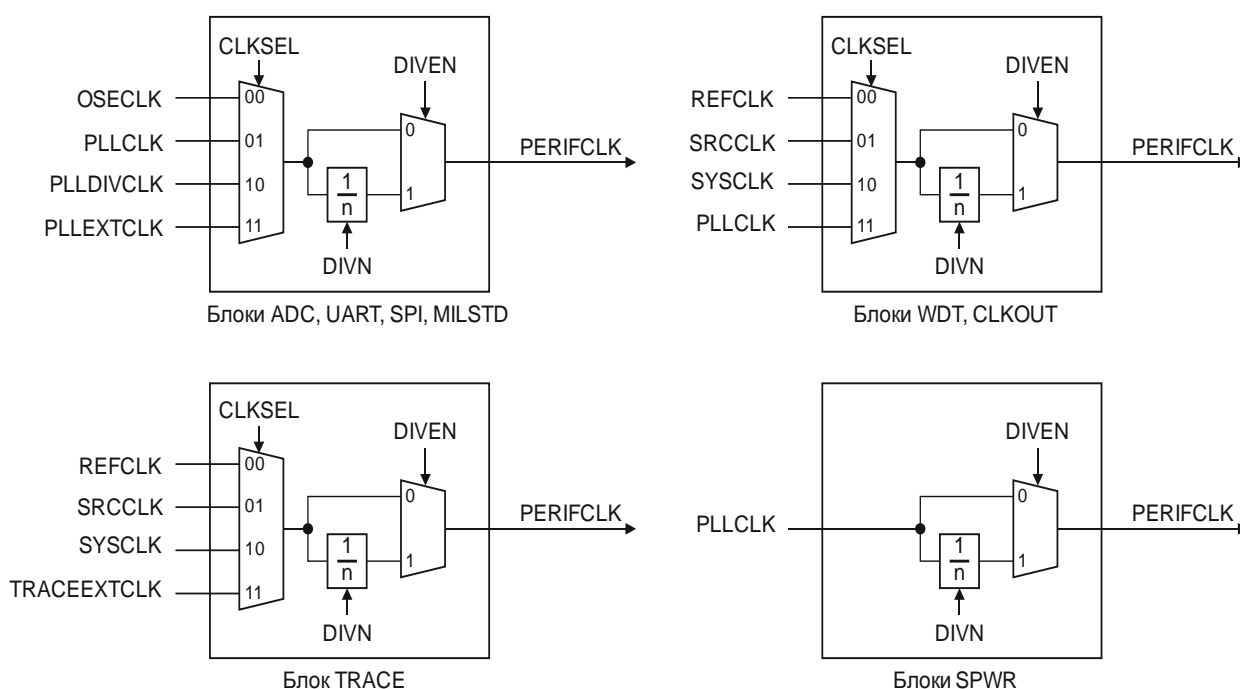 CLKSEL
DIVEN
OSECLK
00
0
PLLCLK
01
PERIFCLK
PLLDIVCLK
10
1
n
1
PLLEXTCLK
11
DIVN
Блоки ADC, UART, SPI, MILSTD
CLKSEL
DIVEN
REFCLK
00
0
SRCCLK
01
PERIFCLK
SYSCLK
10
1
n
1
PLLCLK
11
DIVN
Блоки WDT, CLKOUT
CLKSEL
DIVEN
REFCLK
00
0
SRCCLK
01
PERIFCLK
SYSCLK
10
1
n
1
TRACEEXTCLK
11
DIVN
Блок TRACE
DIVEN
0
PLLCLK
PERIFCLK
1
n
1
DIVN
Блоки SPWR